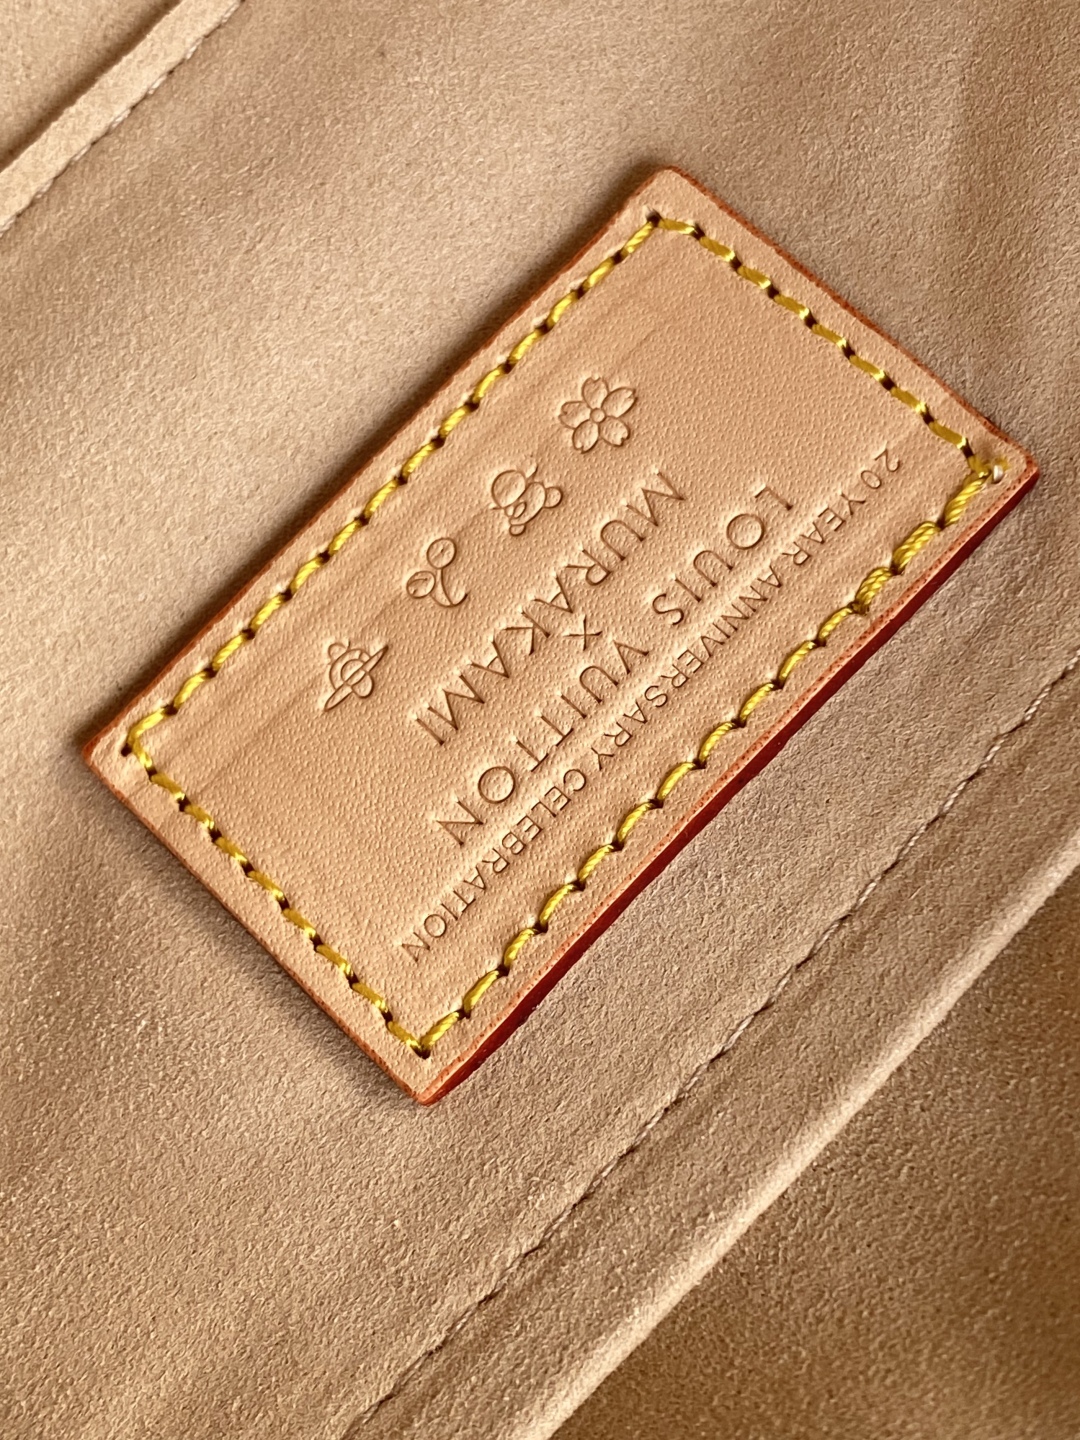 20 YEAR ANNIVERSARY CELEBRATION
LOUIS VUITTON
X
MURAKAMI